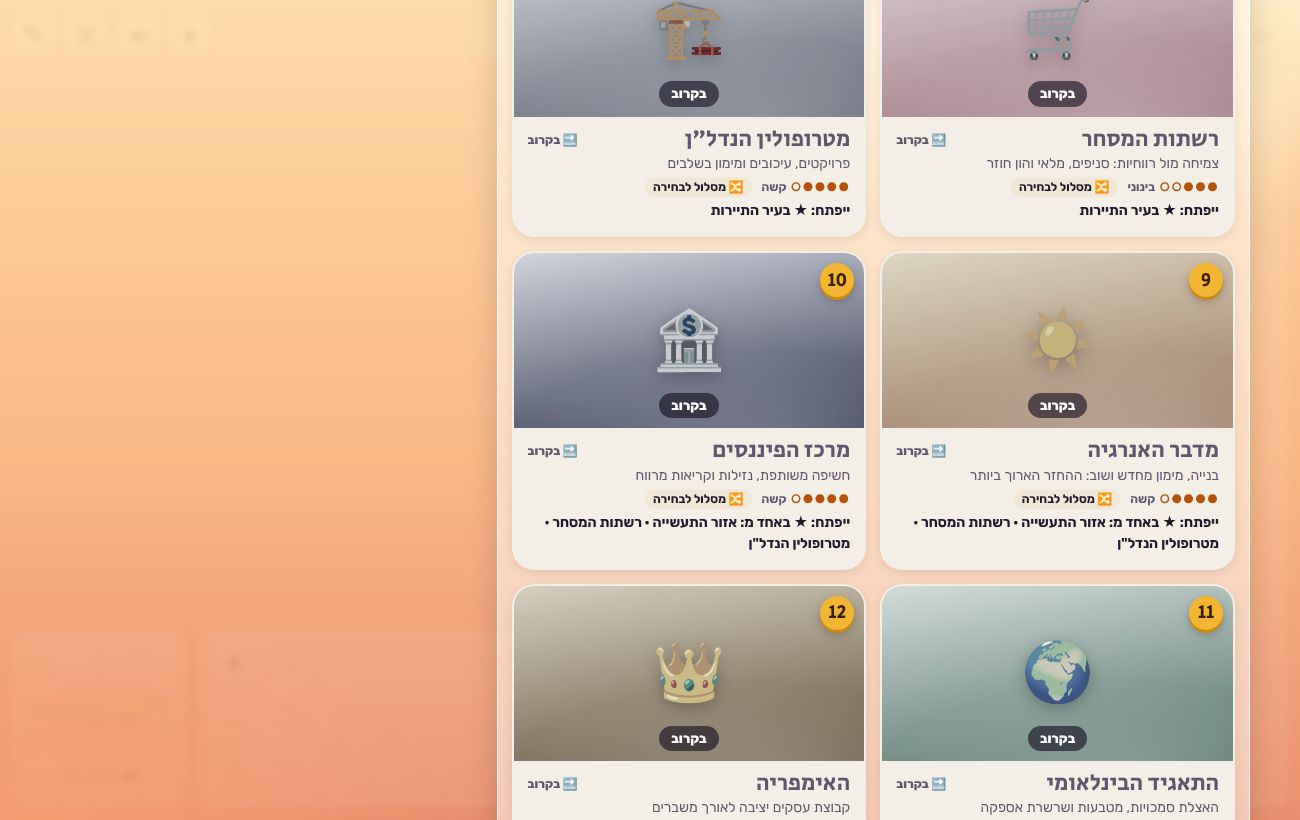 בקרוב
רשתות המסחר
🔜 בקרוב
צמיחה מול רווחיות: סניפים, מלאי והון חוזר
בינוני
🔀 מסלול לבחירה
ייפתח: ★ בעיר התיירות
בקרוב
מטרופולין הנדל״ן
🔜 בקרוב
פרויקטים, עיכובים ומימון בשלבים
קשה
🔀 מסלול לבחירה
ייפתח: ★ בעיר התיירות
9
בקרוב
מדבר האנרגיה
🔜 בקרוב
בנייה, מימון מחדש ושוב: ההחזר הארוך ביותר
קשה
🔀 מסלול לבחירה
ייפתח: ★ באחד מ: אזור התעשייה · רשתות המסחר ·
מטרופולין הנדל"ן
10
בקרוב
מרכז הפיננסים
🔜 בקרוב
חשיפה משותפת, נזילות וקריאות מרווח
קשה
🔀 מסלול לבחירה
ייפתח: ★ באחד מ: אזור התעשייה · רשתות המסחר ·
מטרופולין הנדל"ן
11
בקרוב
התאגיד הבינלאומי
🔜 בקרוב
האצלת סמכויות, מטבעות ושרשרת אספקה
12
בקרוב
האימפריה
🔜 בקרוב
קבוצת עסקים יציבה לאורך משברים